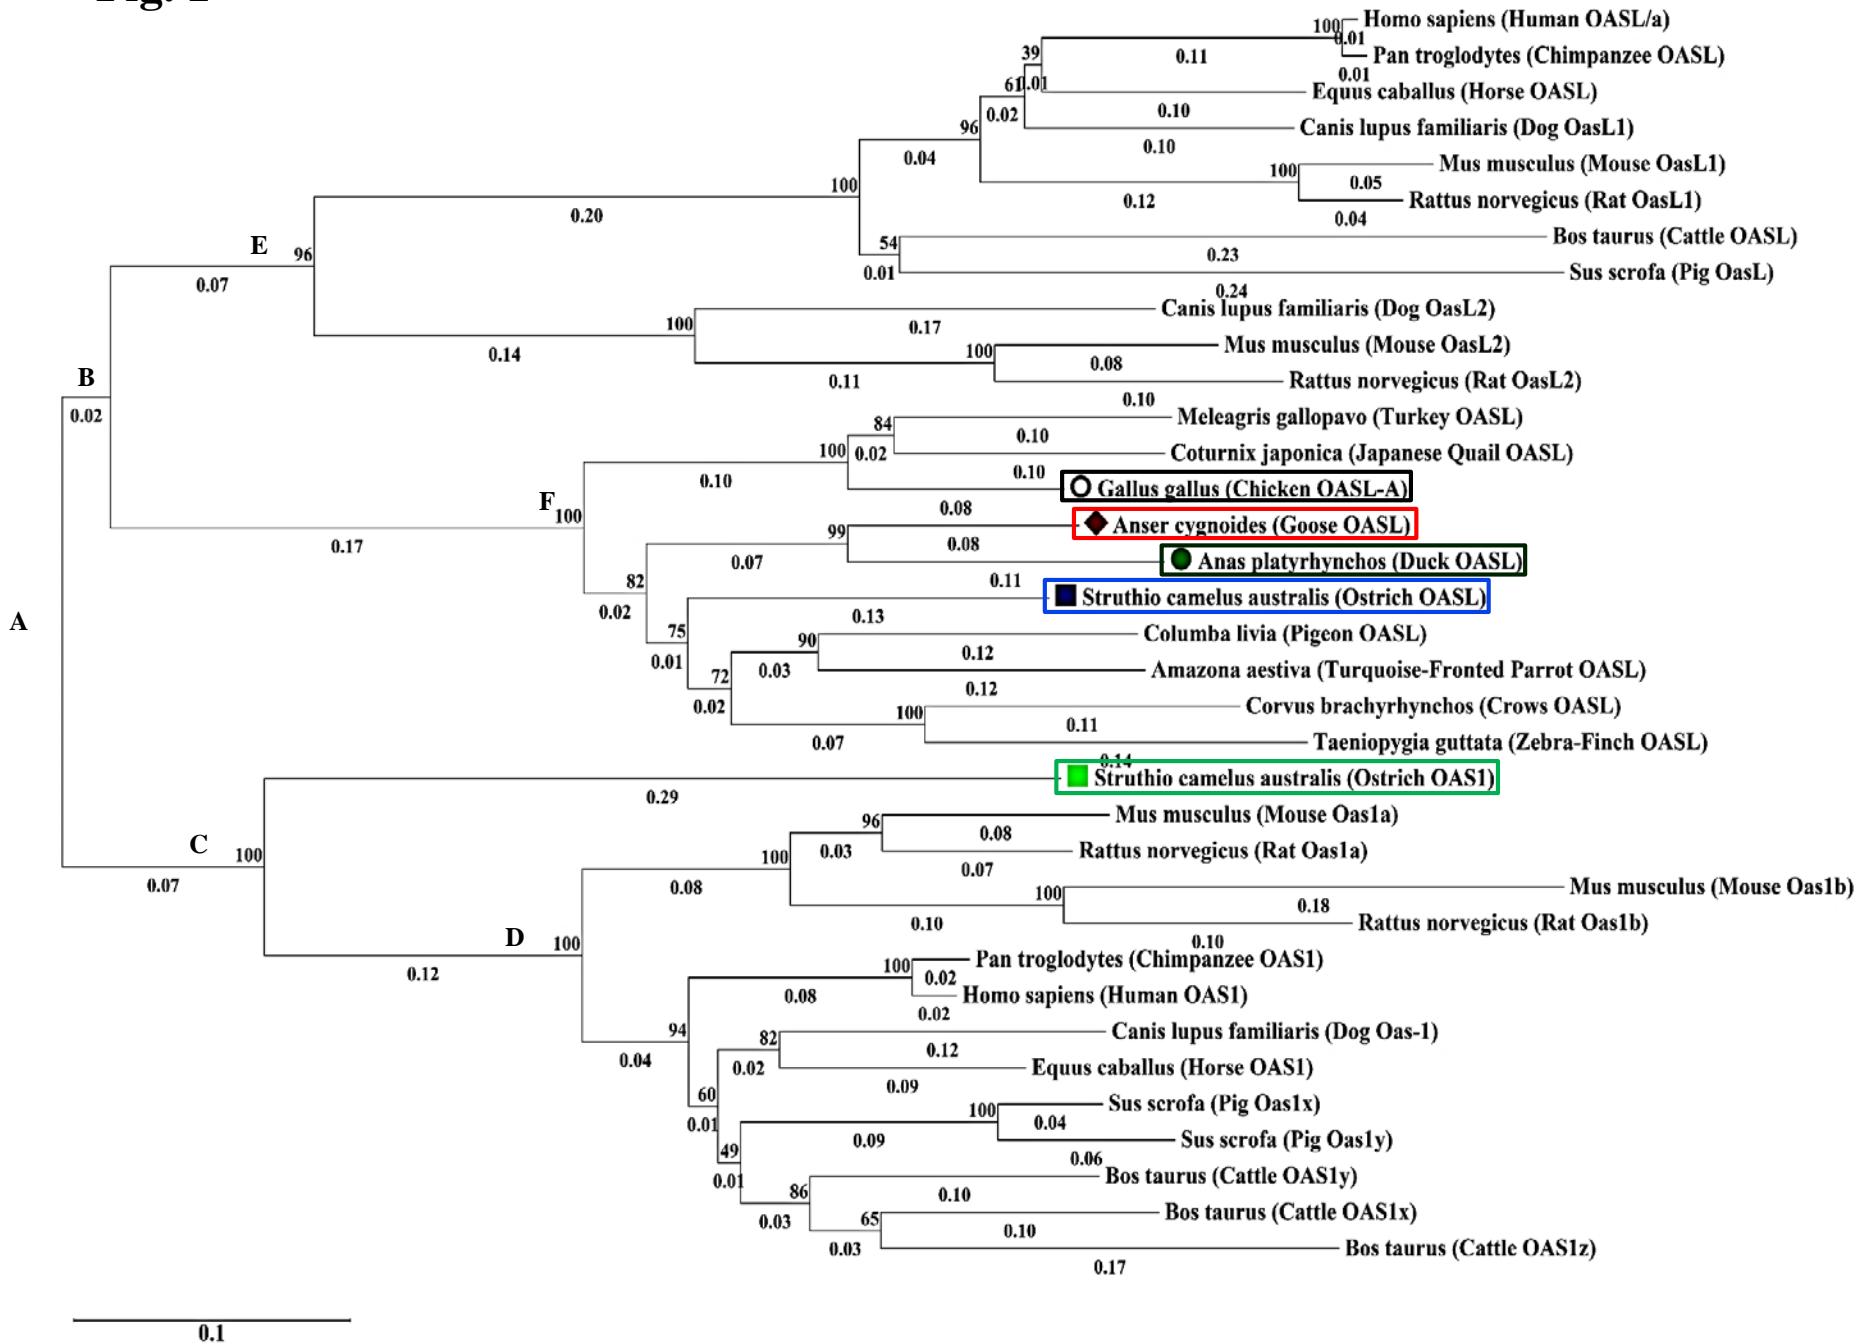 100 Homo sapiens (Human OASL/a)
0.01
39 0.11 Pan troglodytes (Chimpanzee OASL)
0.01
61 0.01 Equus caballus (Horse OASL)
0.02 0.10
96 Canis lupus familiaris (Dog OasL1)
0.04 0.10
100 Mus musculus (Mouse OasL1)
100 0.05
0.12 Rattus norvegicus (Rat OasL1)
0.20 0.04
E 96 54 Bos taurus (Cattle OASL)
0.23
0.01 Sus scrofa (Pig OasL)
0.07 0.24
Canis lupus familiaris (Dog OasL2)
100 0.17
0.14 100 Mus musculus (Mouse OasL2)
0.08
B 0.11 Rattus norvegicus (Rat OasL2)
0.10
0.02 84 Meleagris gallopavo (Turkey OASL)
0.10
100 0.02 Coturnix japonica (Japanese Quail OASL)
0.10 0.10
F 100 Gallus gallus (Chicken OASL-A)
0.08
99 Anser cygnoides (Goose OASL)
0.17 0.08
0.07 Anas platyrhynchos (Duck OASL)
82 0.11
0.02 Struthio camelus australis (Ostrich OASL)
0.13
A 75 90 Columba livia (Pigeon OASL)
0.01 0.12
72 0.03 Amazona aestiva (Turquoise-Fronted Parrot OASL)
0.12
0.02 100 Corvus brachyrhynchos (Crows OASL)
0.11
0.07 Taeniopygia guttata (Zebra-Finch OASL)
0.14
Struthio camelus australis (Ostrich OAS1)
0.29
96 Mus musculus (Mouse Oas1a)
0.08
C 100 100 0.03 Rattus norvegicus (Rat Oas1a)
0.07
0.07 0.08 100 Mus musculus (Mouse Oas1b)
0.18
0.10 Rattus norvegicus (Rat Oas1b)
D 100 0.10
100 Pan troglodytes (Chimpanzee OAS1)
0.12 0.02
0.08 Homo sapiens (Human OAS1)
0.02
94 82 Canis lupus familiaris (Dog Oas-1)
0.04 0.12
0.02 Equus caballus (Horse OAS1)
0.09
60 100 Sus scrofa (Pig Oas1x)
0.01 0.04
0.09 Sus scrofa (Pig Oas1y)
49 0.06
0.01 86 Bos taurus (Cattle OAS1y)
0.10
0.03 65 Bos taurus (Cattle OAS1x)
0.10
0.03 Bos taurus (Cattle OAS1z)
0.17
0.1